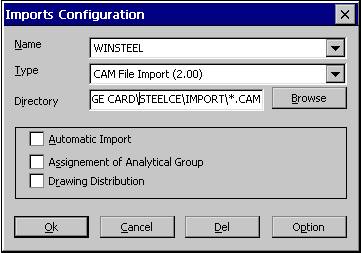 Imports Configuration
Name WINSTEEL
Type CAM File Import (2.00)
Directory GE CARD\STEELCE\IMPORT\*.CAM Browse
Automatic Import
Assignement of Analytical Group
Drawing Distribution
Ok Cancel Del Option